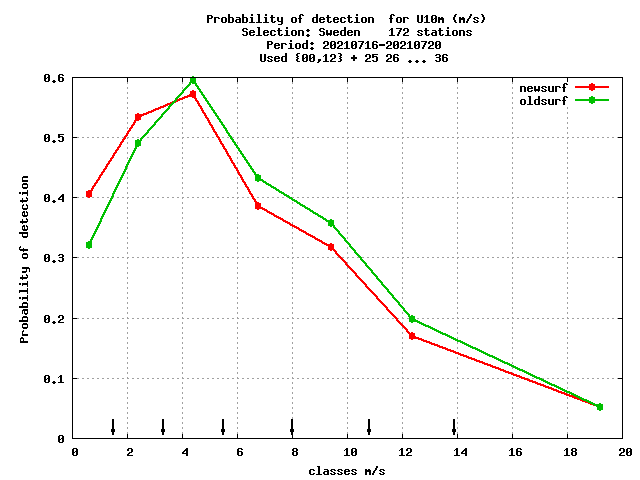 Probability of detection  for U10m (m/s)
Selection: Sweden    172 stations
Period: 20210716-20210720
Used {00,12} + 25 26 ... 36
newsurf
oldsurf
Probability of detection
0.6
0.5
0.4
0.3
0.2
0.1
0
0 2 4 6 8 10 12 14 16 18 20
classes m/s